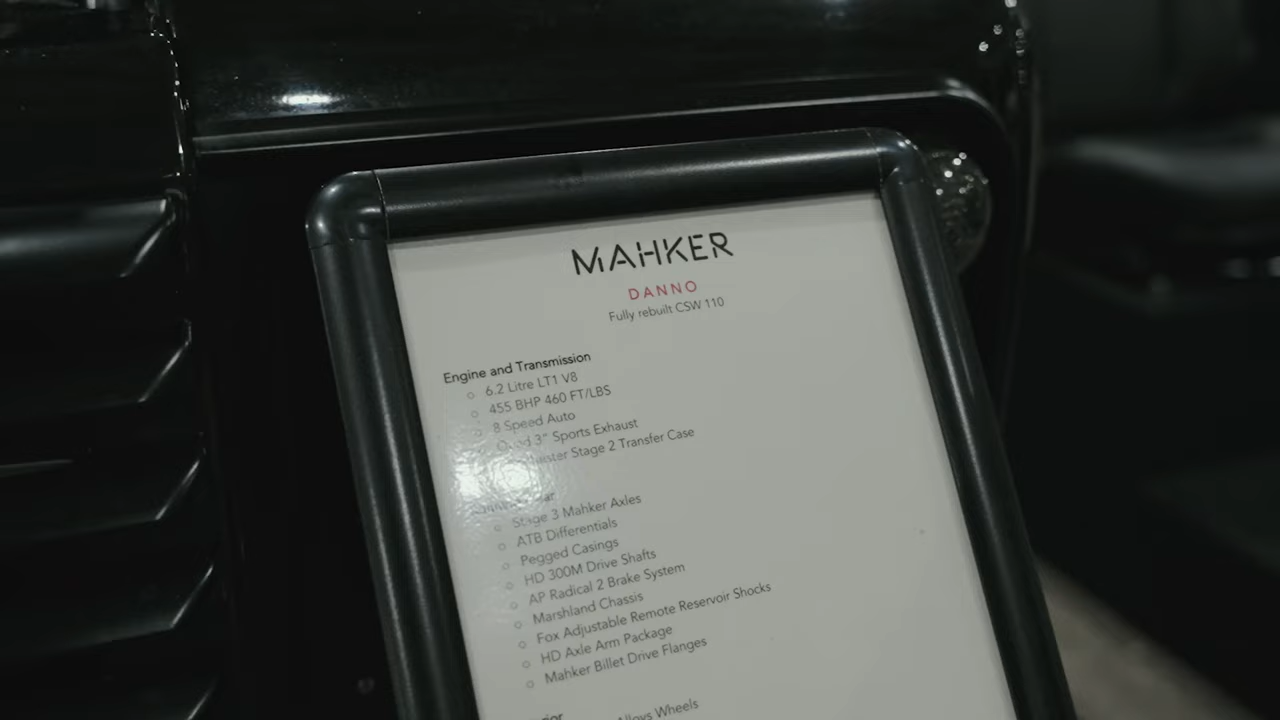 MAHKER
DANNO
Fully rebuilt CSW 110
Engine and Transmission
6.2 Litre LT1 V8
455 BHP 460 FT/LBS
8 Speed Auto
Quad 3" Sports Exhaust
Stage 2 Transfer Case
Stage 3 Mahker Axles
ATB Differentials
Pegged Casings
HD 300M Drive Shafts
AP Radical 2 Brake System
Marshland Chassis
Fox Adjustable Remote Reservoir Shocks
HD Axle Arm Package
Mahker Billet Drive Flanges
Alloys Wheels